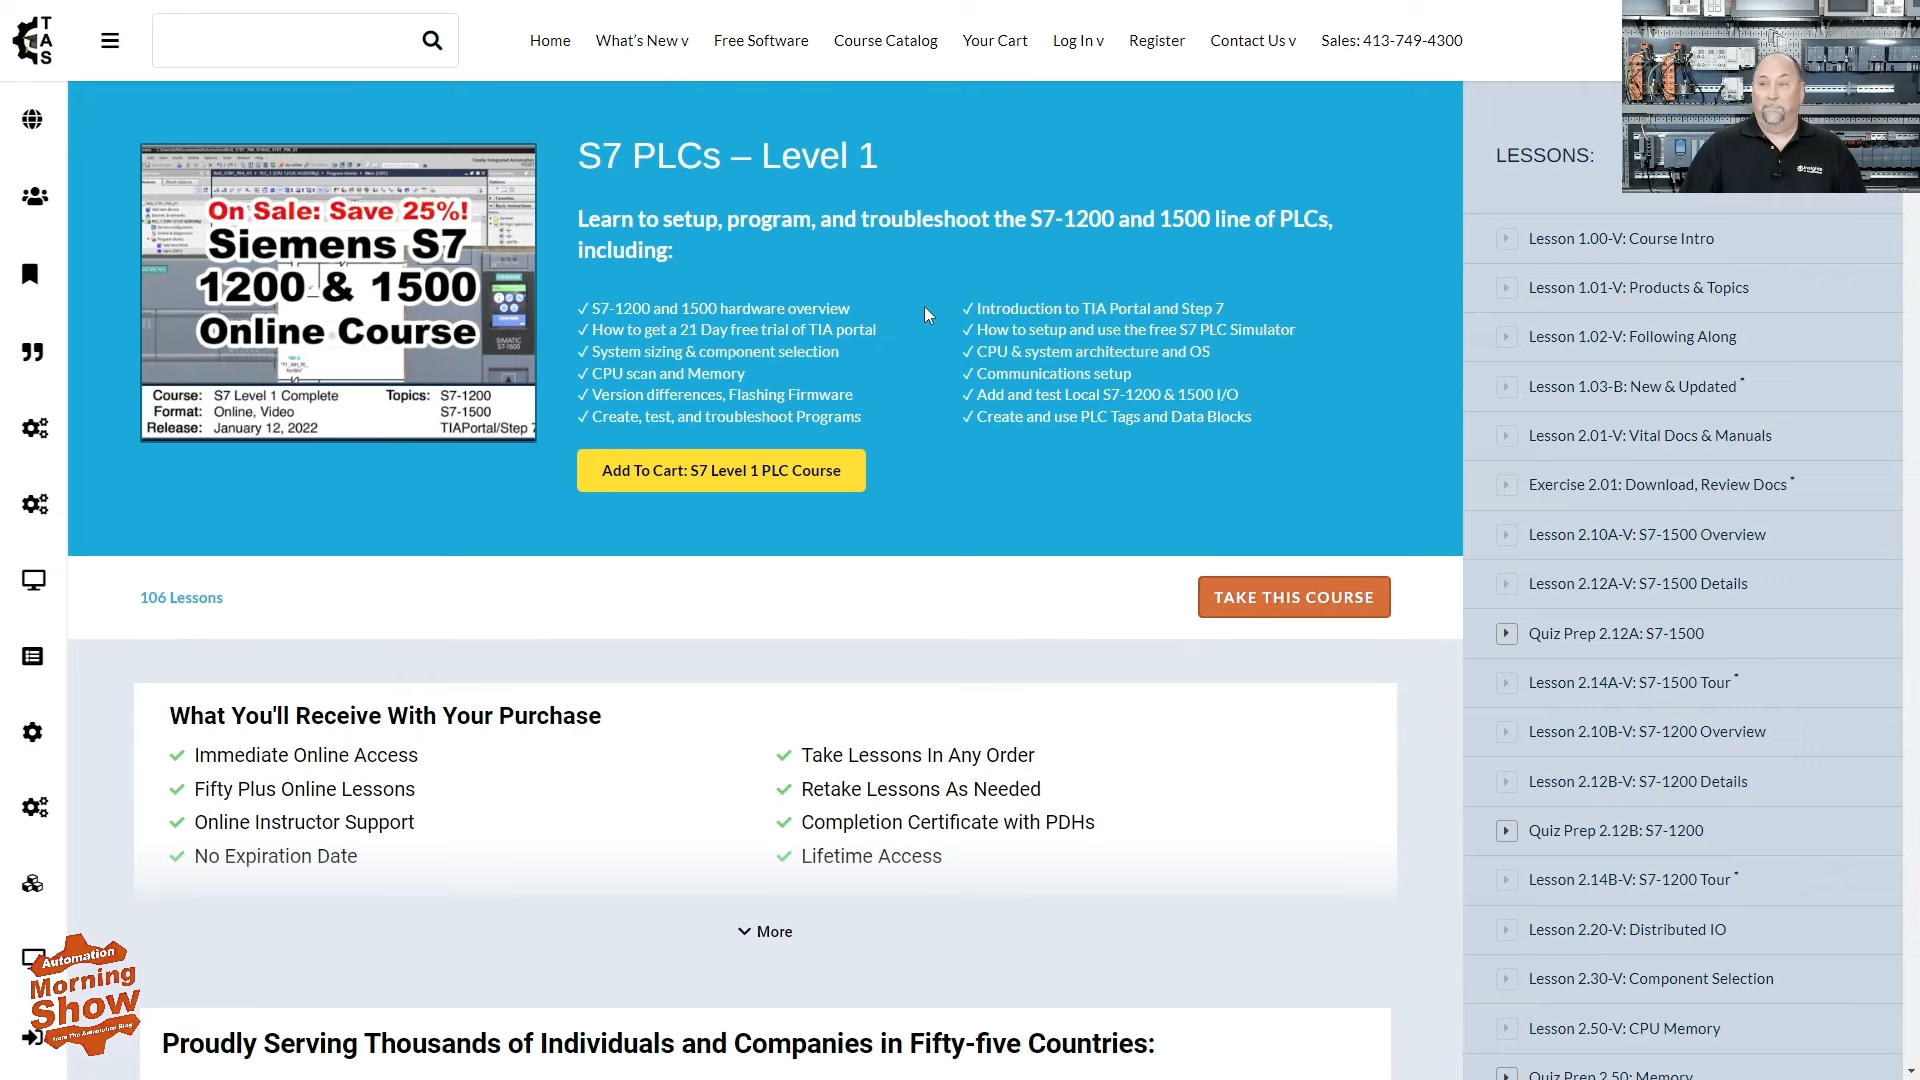 TAS
Home
What's New v
Free Software
Course Catalog
Your Cart
Log In v
Register
Contact Us v
Sales: 413-749-4300
On Sale: Save 25%!
Siemens S7
1200 & 1500
Online Course
Course: S7 Level 1 Complete
Format: Online, Video
Release: January 12, 2022
Topics: S7-1200
S7-1500
TIAPortal/Step 7
S7 PLCs – Level 1
Learn to setup, program, and troubleshoot the S7-1200 and 1500 line of PLCs,
including:
✓ S7-1200 and 1500 hardware overview
✓ How to get a 21 Day free trial of TIA portal
✓ System sizing & component selection
✓ CPU scan and Memory
✓ Version differences, Flashing Firmware
✓ Create, test, and troubleshoot Programs
✓ Introduction to TIA Portal and Step 7
✓ How to setup and use the free S7 PLC Simulator
✓ CPU & system architecture and OS
✓ Communications setup
✓ Add and test Local S7-1200 & 1500 I/O
✓ Create and use PLC Tags and Data Blocks
Add To Cart: S7 Level 1 PLC Course
106 Lessons
TAKE THIS COURSE
What You'll Receive With Your Purchase
Immediate Online Access
Fifty Plus Online Lessons
Online Instructor Support
No Expiration Date
Take Lessons In Any Order
Retake Lessons As Needed
Completion Certificate with PDHs
Lifetime Access
More
Proudly Serving Thousands of Individuals and Companies in Fifty-five Countries:
Automation
Morning
Show
from The Automation Blog
LESSONS:
Lesson 1.00-V: Course Intro
Lesson 1.01-V: Products & Topics
Lesson 1.02-V: Following Along
Lesson 1.03-B: New & Updated *
Lesson 2.01-V: Vital Docs & Manuals
Exercise 2.01: Download, Review Docs *
Lesson 2.10A-V: S7-1500 Overview
Lesson 2.12A-V: S7-1500 Details
Quiz Prep 2.12A: S7-1500
Lesson 2.14A-V: S7-1500 Tour *
Lesson 2.10B-V: S7-1200 Overview
Lesson 2.12B-V: S7-1200 Details
Quiz Prep 2.12B: S7-1200
Lesson 2.14B-V: S7-1200 Tour *
Lesson 2.20-V: Distributed IO
Lesson 2.30-V: Component Selection
Lesson 2.50-V: CPU Memory
Quiz Prep 2.50: Memory